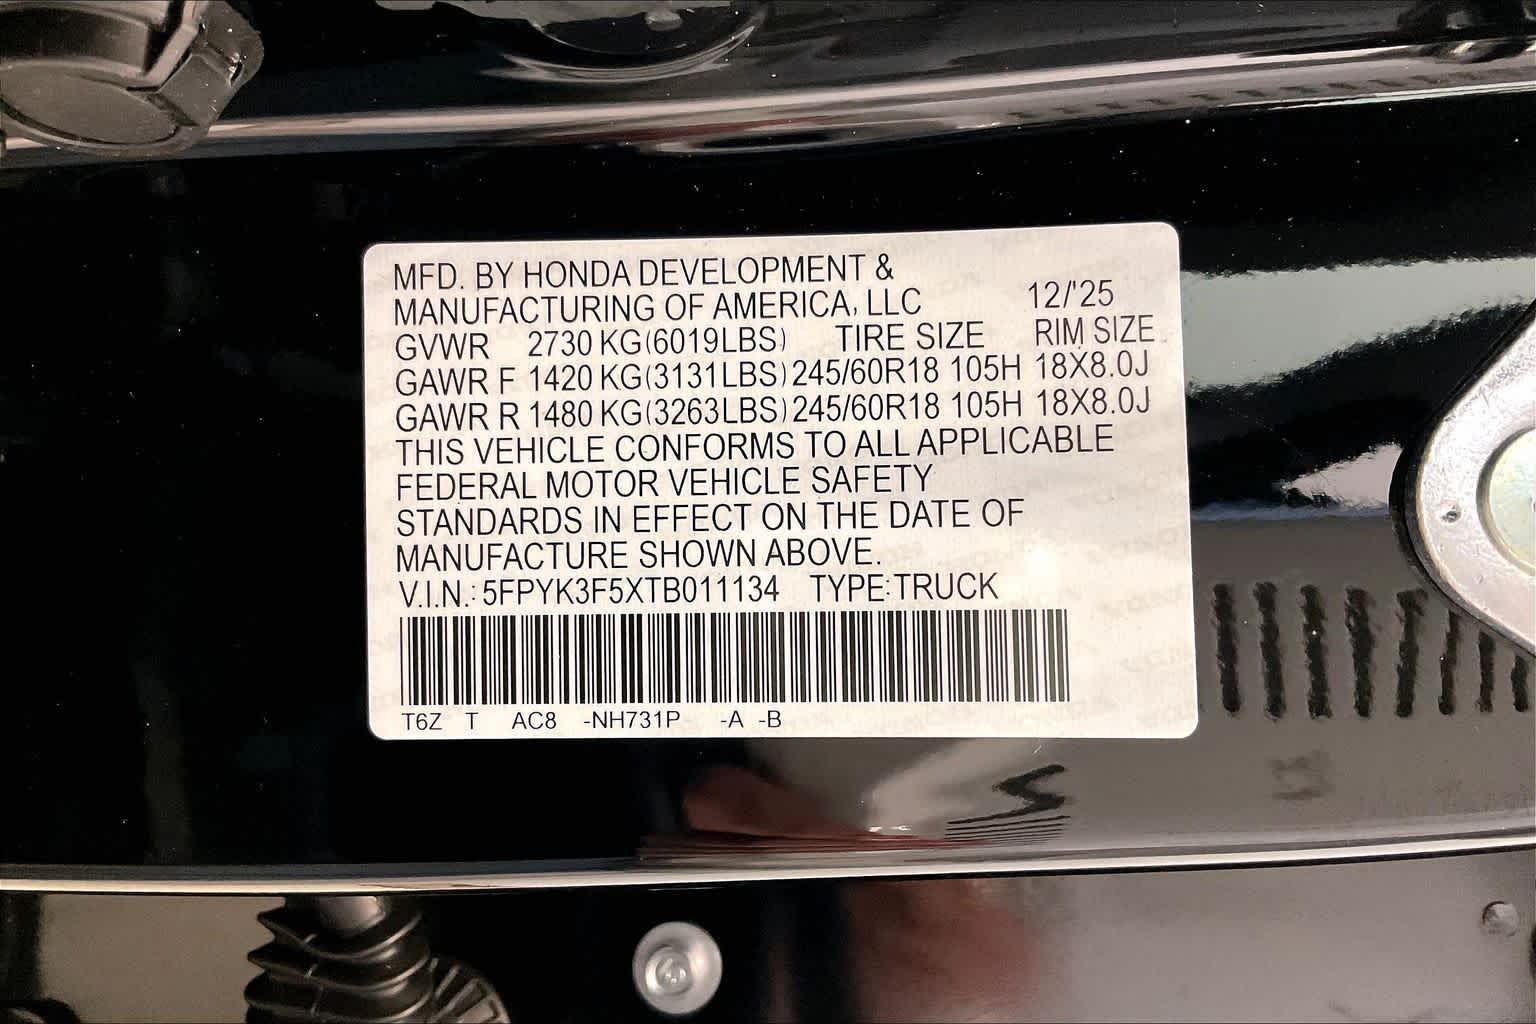 MFD. BY HONDA DEVELOPMENT &
MANUFACTURING OF AMERICA, LLC 12/'25
GVWR 2730 KG(6019LBS) TIRE SIZE RIM SIZE
GAWR F 1420 KG(3131LBS) 245/60R18 105H 18X8.0J
GAWR R 1480 KG(3263LBS) 245/60R18 105H 18X8.0J
THIS VEHICLE CONFORMS TO ALL APPLICABLE
FEDERAL MOTOR VEHICLE SAFETY
STANDARDS IN EFFECT ON THE DATE OF
MANUFACTURE SHOWN ABOVE.
V.I.N.: 5FPYK3F5XTB011134 TYPE:TRUCK
T6Z T AC8 -NH731P -A -B